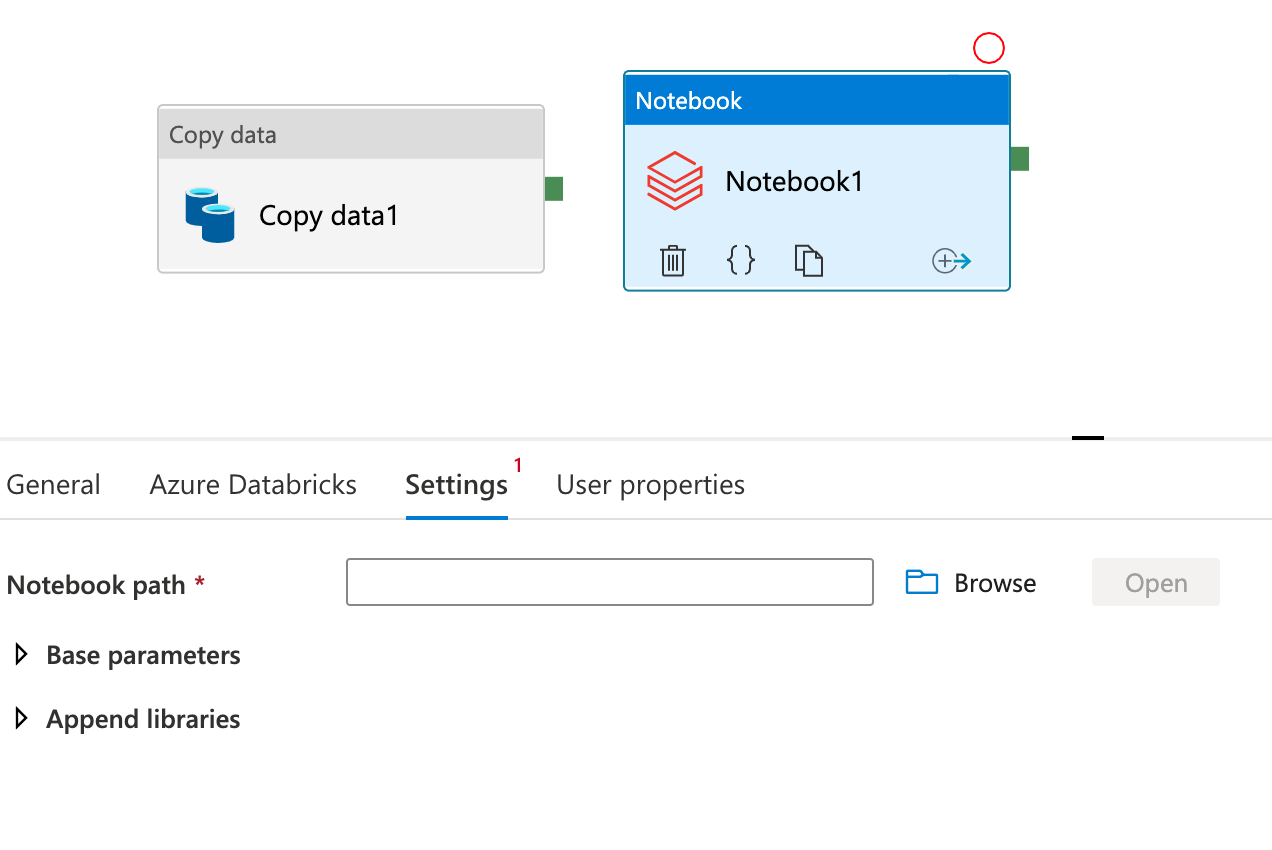 Notebook
Copy data
Notebook1
Copy data1
General Azure Databricks Settings 1 User properties
Notebook path * Browse Open
Base parameters
Append libraries